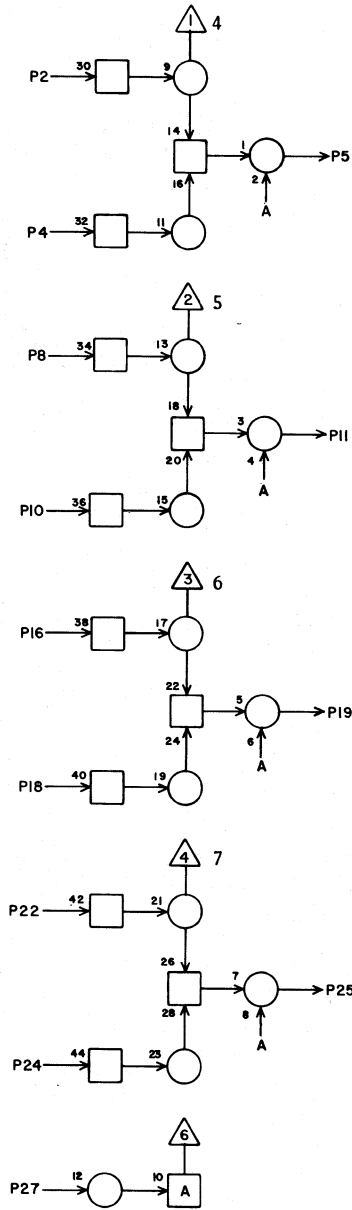 1 4
P2 30 9
14 1 P5
16 2
A
P4 32 11
2 5
P8 34 13
18 3 P11
20 4
A
P10 36 15
3 6
P16 38 17
22 5 P19
24 6
A
P18 40 19
4 7
P22 42 21
26 7 P25
28 8
A
P24 44 23
6
P27 12 10 A